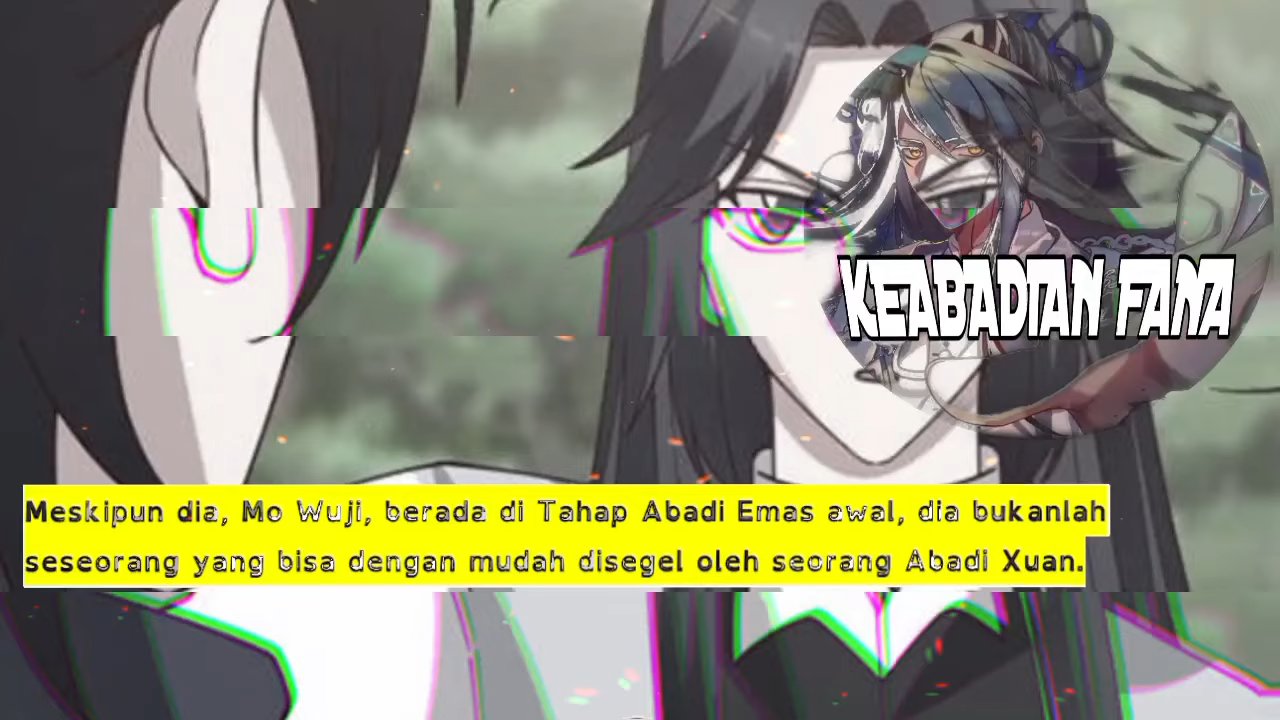 KEABADIAN FANA
Meskipun dia, Mo Wuji, berada di Tahap Abadi Emas awal, dia bukanlah
seseorang yang bisa dengan mudah disegel oleh seorang Abadi Xuan.